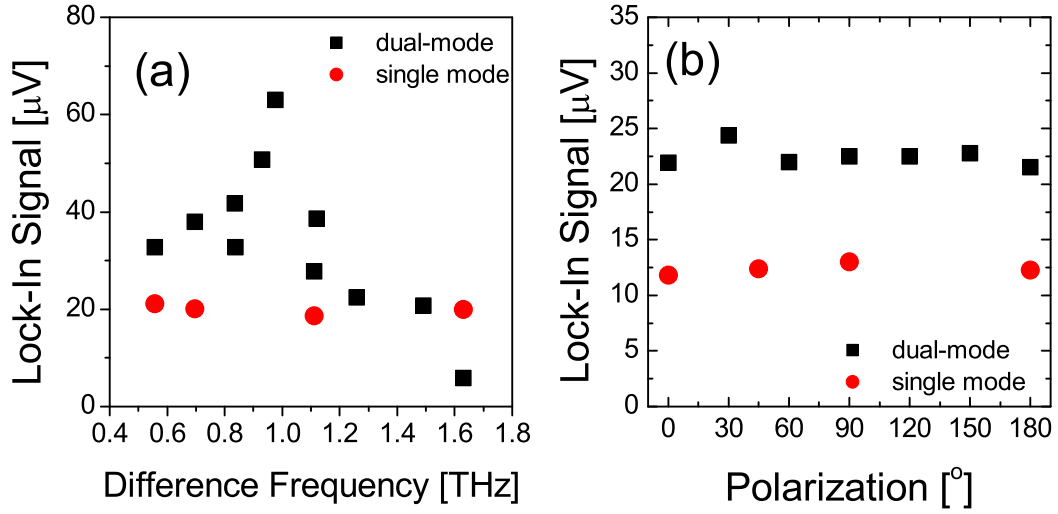 (a)
dual-mode
single mode
Lock-In Signal [μV]
80
60
40
20
0
0.4 0.6 0.8 1.0 1.2 1.4 1.6 1.8
Difference Frequency [THz]
(b)
Lock-In Signal [μV]
35
30
25
20
15
10
5
0
dual-mode
single mode
0 30 60 90 120 150 180
Polarization [o]